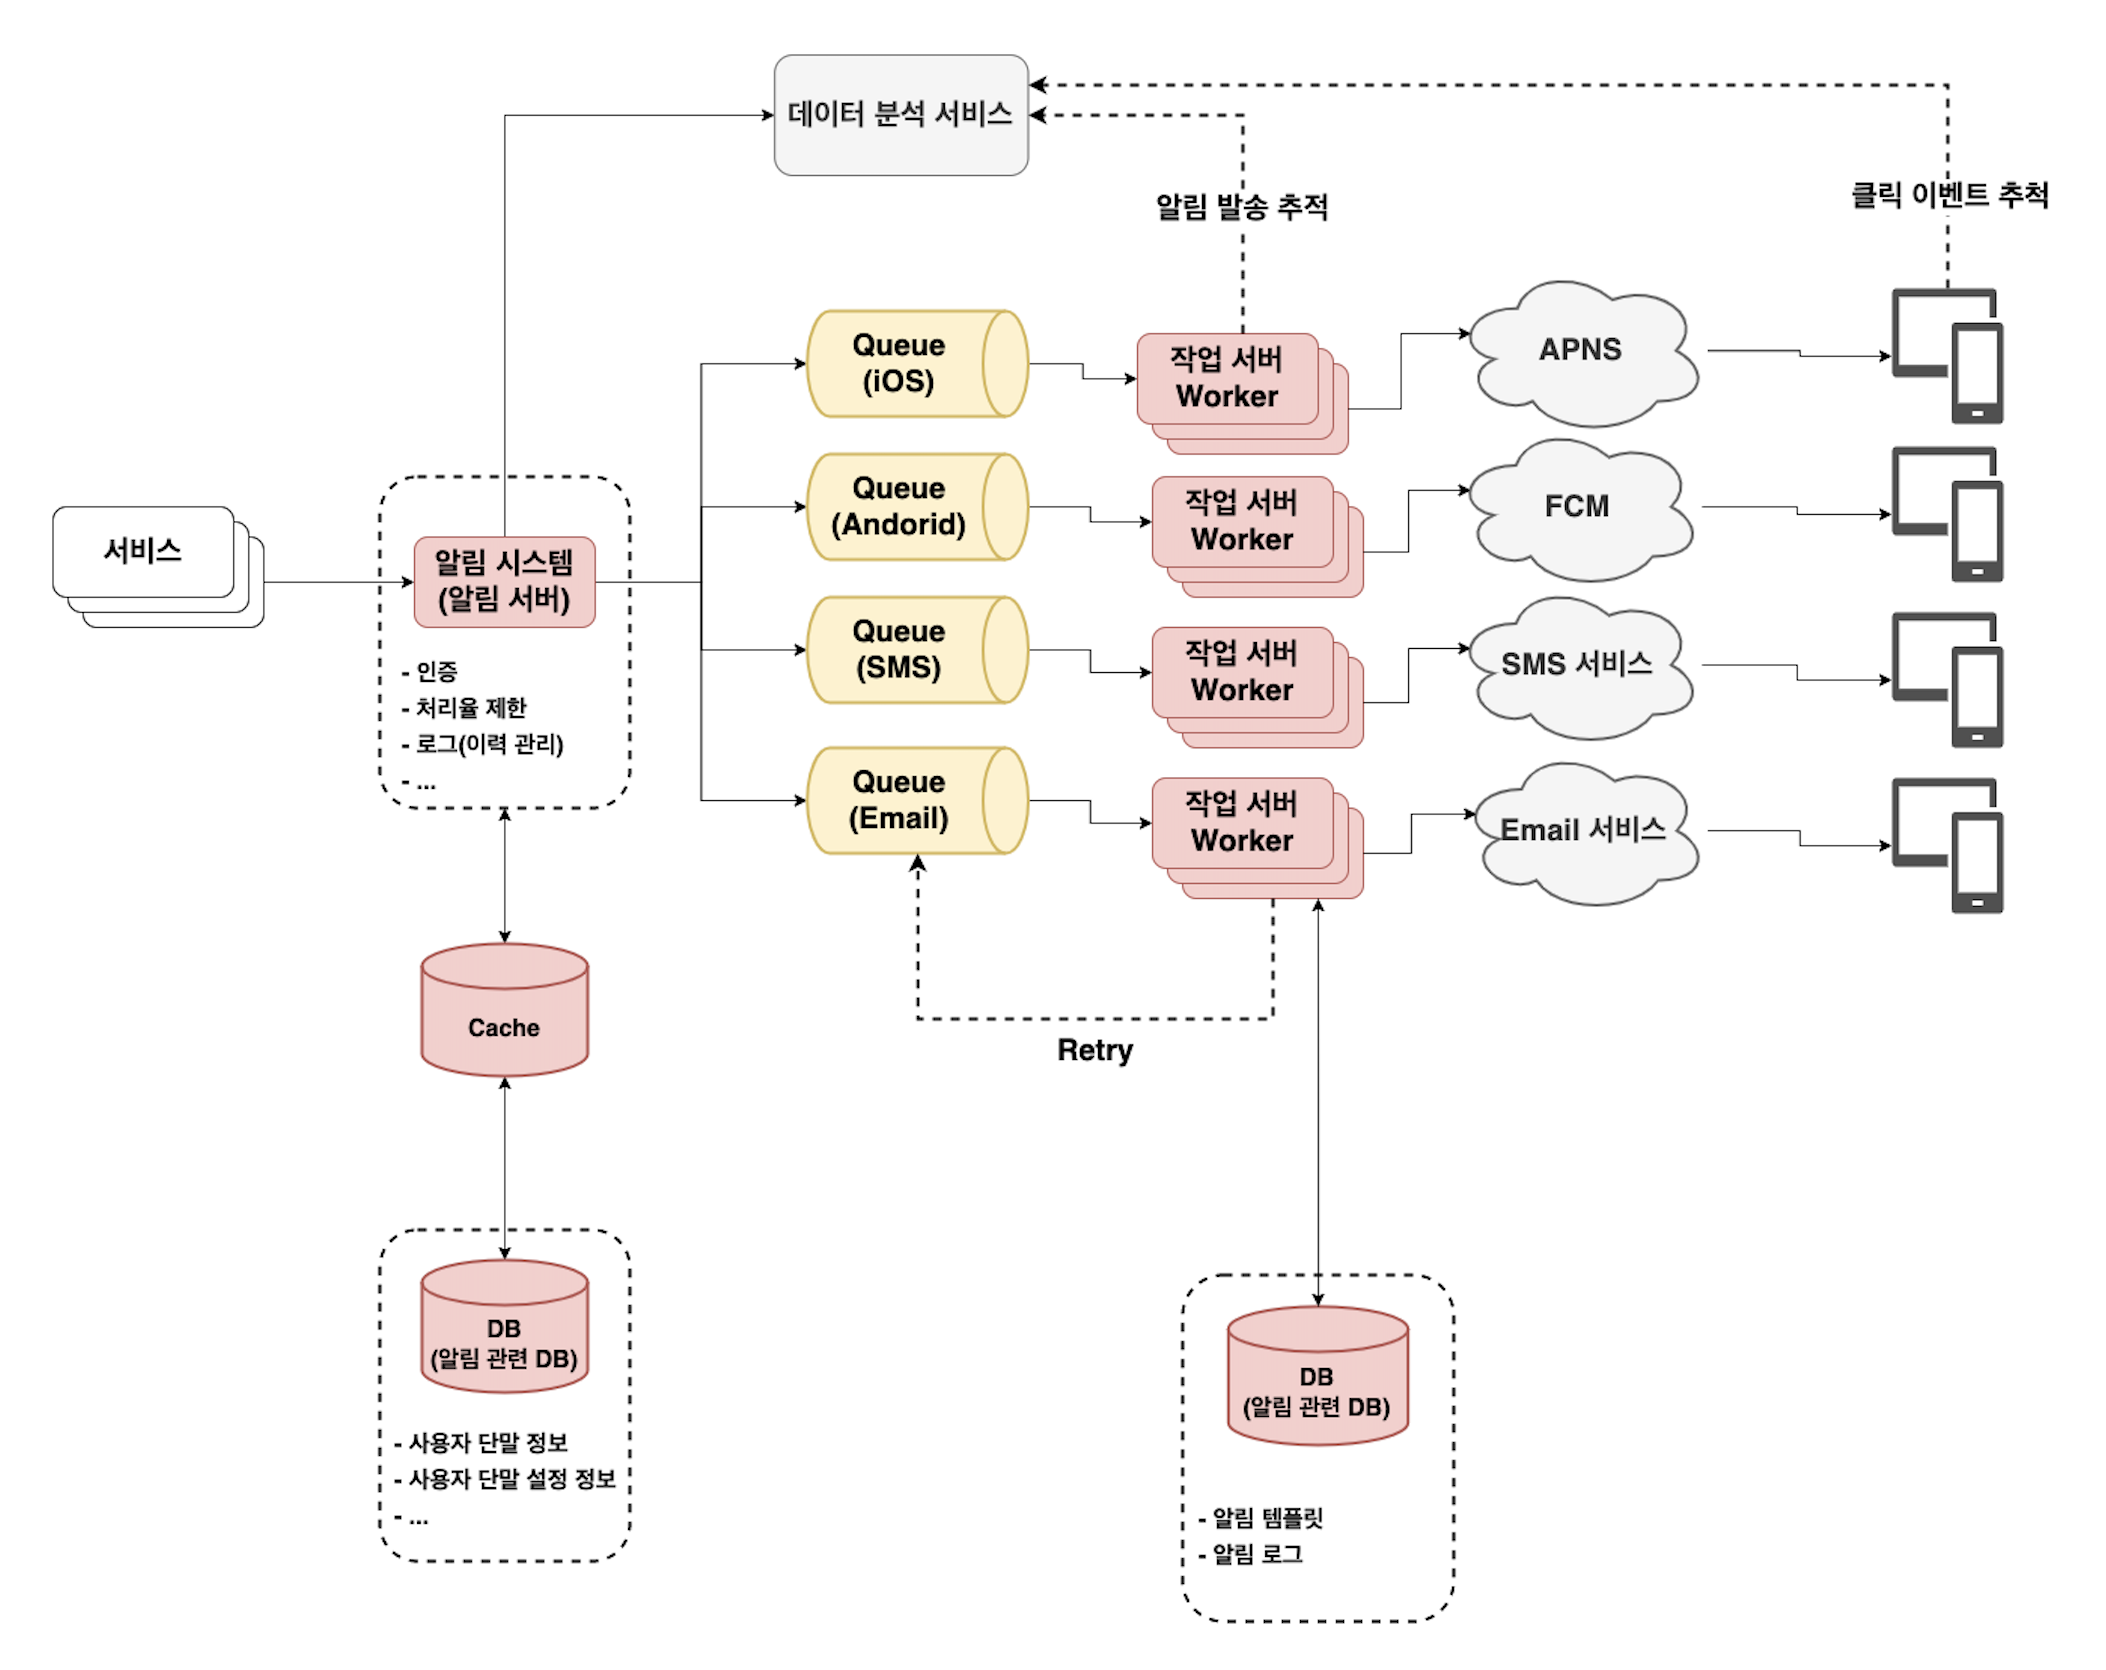 데이터 분석 서비스
알림 발송 추적
클릭 이벤트 추척
서비스
알림 시스템
(알림 서버)
- 인증
- 처리율 제한
- 로그(이력 관리)
- ...
Queue
(iOS)
작업 서버
Worker
APNS
Queue
(Andorid)
작업 서버
Worker
FCM
Queue
(SMS)
작업 서버
Worker
SMS 서비스
Queue
(Email)
작업 서버
Worker
Email 서비스
Retry
Cache
DB
(알림 관련 DB)
- 사용자 단말 정보
- 사용자 단말 설정 정보
- ...
DB
(알림 관련 DB)
- 알림 템플릿
- 알림 로그